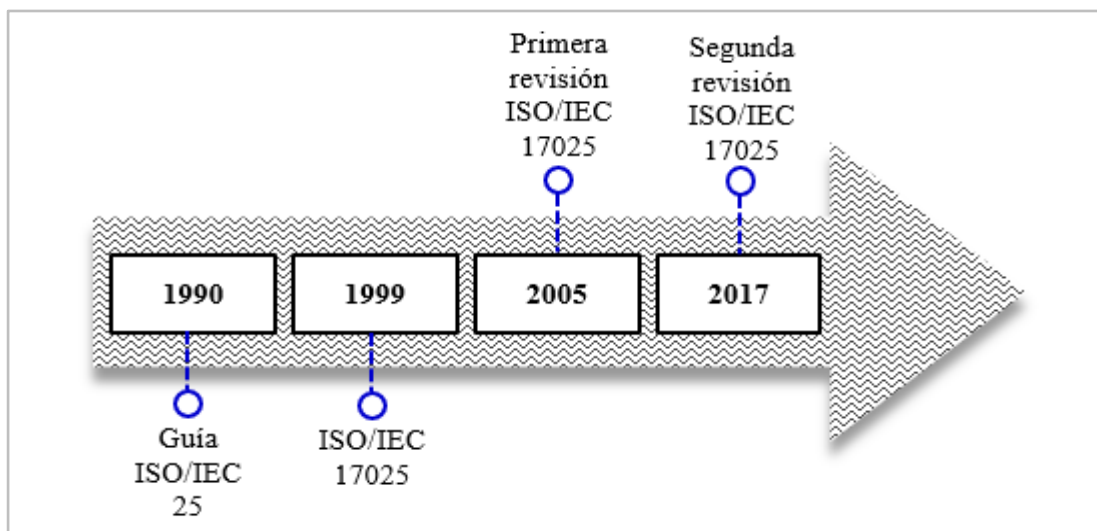 Primera
revisión
ISO/IEC
17025
Segunda
revisión
ISO/IEC
17025
1990
1999
2005
2017
Guía
ISO/IEC
25
ISO/IEC
17025